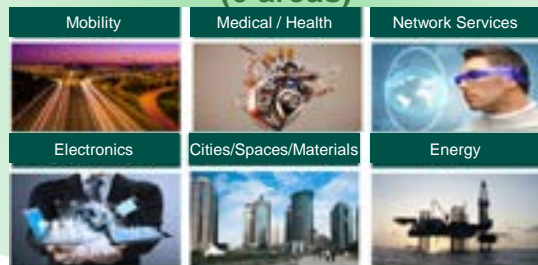 Mobility
Medical / Health
Network Services
Electronics
Cities/Spaces/Materials
Energy